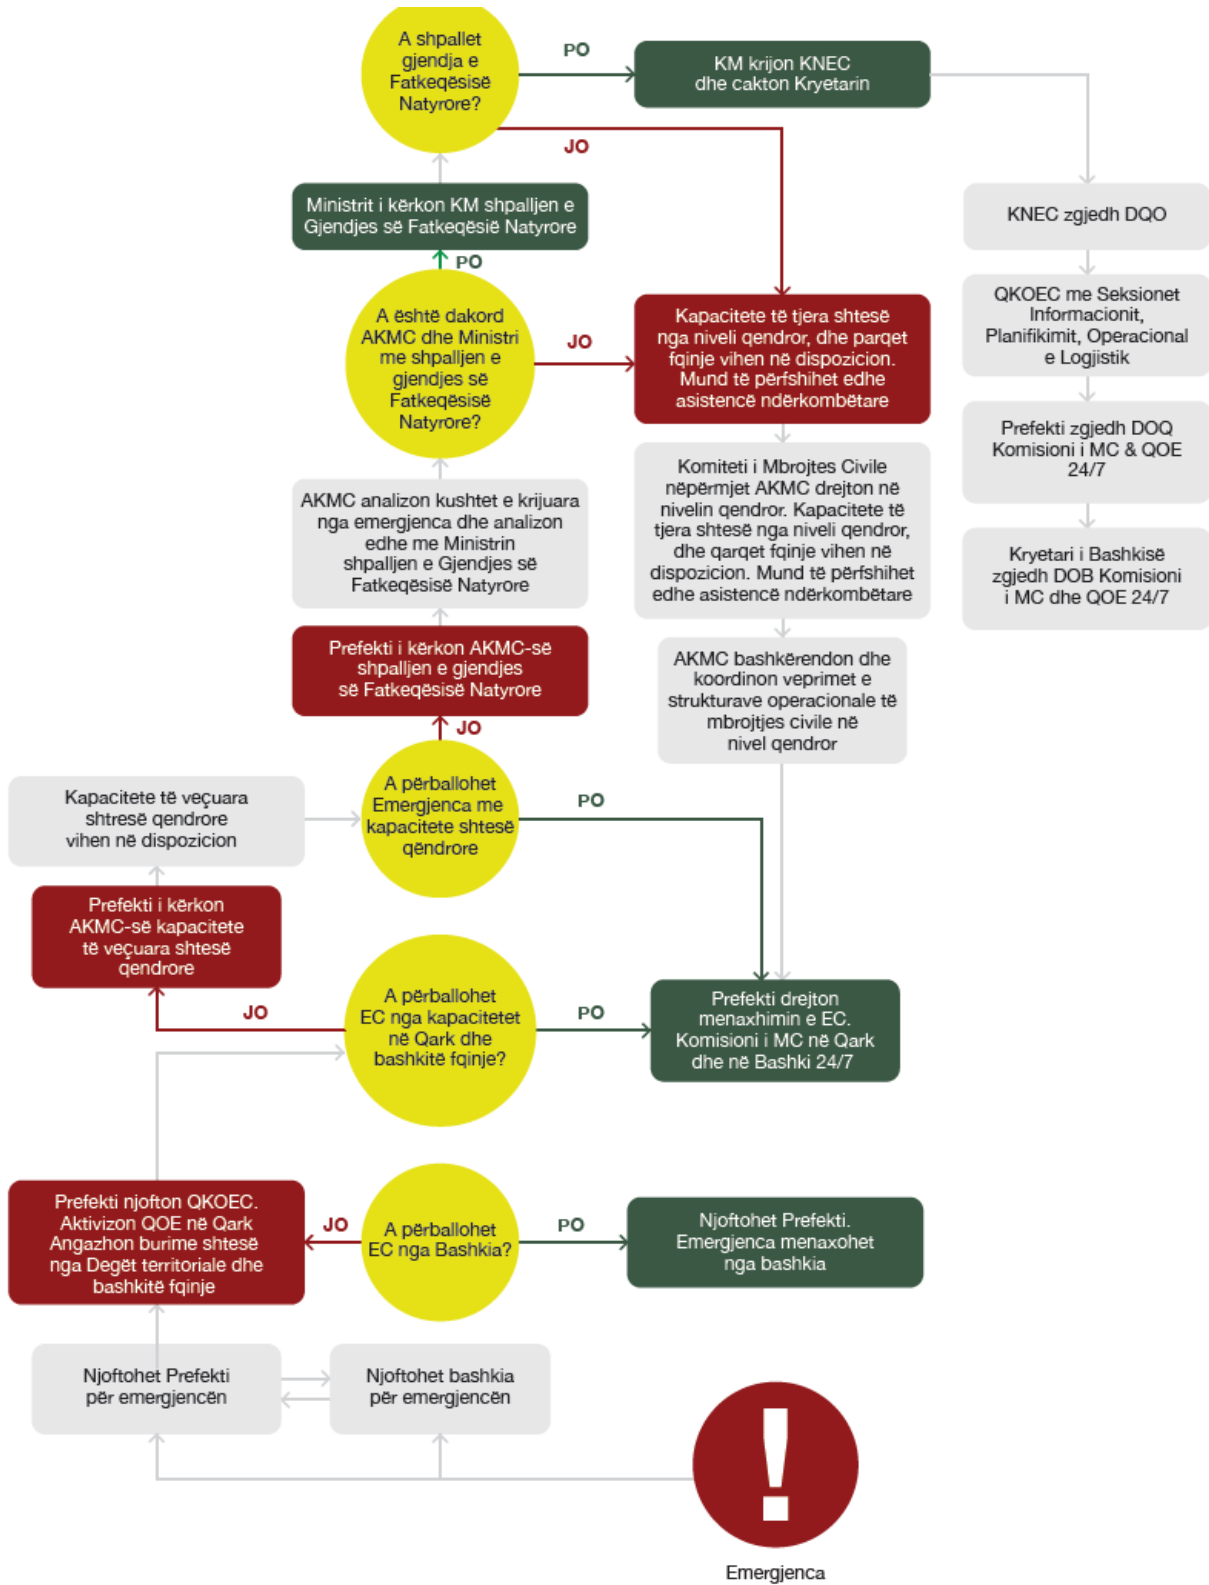 A shpallet
gjendja e
Fatkeqësisë
Natyrore?
PO
KM krijon KNEC
dhe cakton Kryetarin
JO
Ministrit i kërkon KM shpalljen e
Gjendjes së Fatkeqësië Natyrore
KNEC zgjedh DQO
PO
A është dakord
AKMC dhe Ministri
me shpalljen e
gjendjes së
Fatkeqësisë
Natyrore?
JO
Kapacitete të tjera shtesë
nga niveli qendror, dhe parqet
fqinje vihen në dispozicion.
Mund të përfshihet edhe
asistencë ndërkombëtare
QKOEC me Seksionet
Informacionit,
Planifikimit, Operacional
e Logjistik
Prefekti zgjedh DOQ
Komisioni i MC & QOE
24/7
AKMC analizon kushtet e krijuara
nga emergjenca dhe analizon
edhe me Ministrin
shpalljen e Gjendjes së
Fatkeqësisë Natyrore
Komiteti i Mbrojtes Civile
nëpërmjet AKMC drejton në
nivelin qendror. Kapacitete të
tjera shtesë nga niveli qendror,
dhe qarqet fqinje vihen në
dispozicion. Mund të përfshihet
edhe asistencë ndërkombëtare
Kryetari i Bashkisë
zgjedh DOB Komisioni
i MC dhe QOE 24/7
Prefekti i kërkon AKMC-së
shpalljen e gjendjes
së Fatkeqësisë Natyrore
AKMC bashkërendon dhe
koordinon veprimet e
strukturave operacionale të
mbrojtjes civile në
nivel qendror
JO
Kapacitete të veçuara
shtresë qendrore
vihen në dispozicion
A përballohet
Emergjenca me
kapacitete shtesë
qëndrore
PO
Prefekti i kërkon
AKMC-së kapacitete
të veçuara shtesë
qendrore
JO
A përballohet
EC nga kapacitetet
në Qark dhe
bashkitë fqinje?
PO
Prefekti drejton
menaxhimin e EC.
Komisioni i MC në Qark
dhe në Bashki 24/7
Prefekti njofton QKOEC.
Aktivizon QOE në Qark
Angazhon burime shtesë
nga Degët territoriale dhe
bashkitë fqinje
JO
A përballohet
EC nga Bashkia?
PO
Njoftohet Prefekti.
Emergjenca menaxohet
nga bashkia
Njoftohet Prefekti
për emergjencën
Njoftohet bashkia
për emergjencën
!
Emergjenca